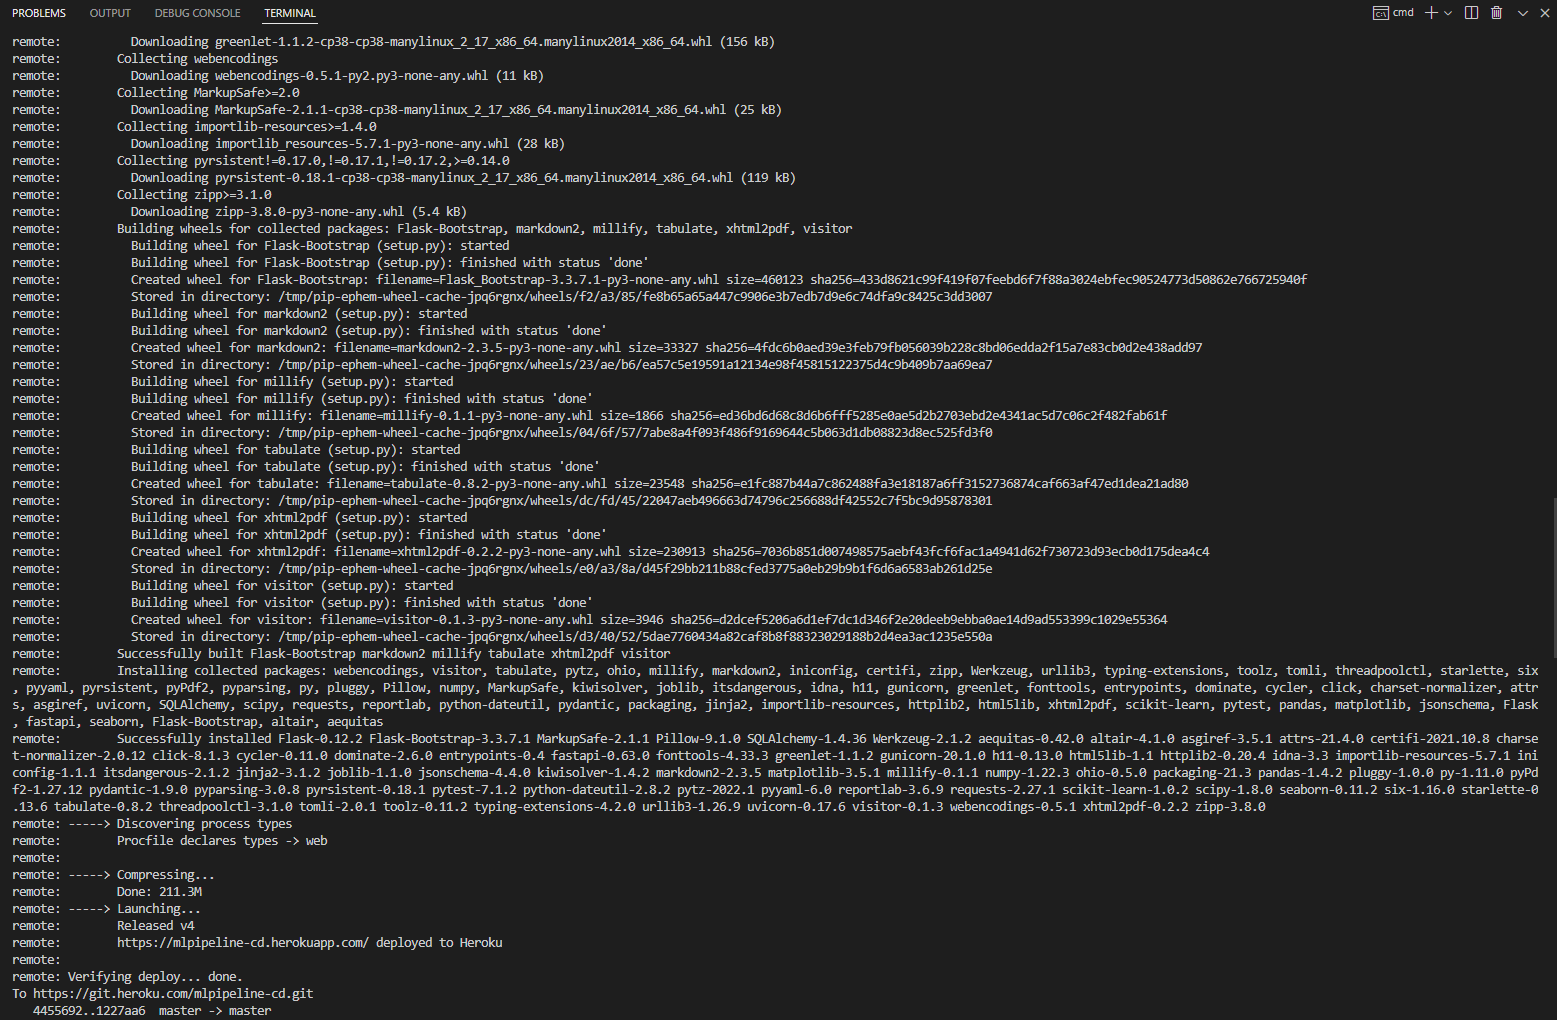 PROBLEMS OUTPUT DEBUG CONSOLE TERMINAL cmd
remote:          Downloading greenlet-1.1.2-cp38-cp38-manylinux_2_17_x86_64.manylinux2014_x86_64.whl (156 kB)
remote:        Collecting webencodings
remote:          Downloading webencodings-0.5.1-py2.py3-none-any.whl (11 kB)
remote:        Collecting MarkupSafe>=2.0
remote:          Downloading MarkupSafe-2.1.1-cp38-cp38-manylinux_2_17_x86_64.manylinux2014_x86_64.whl (25 kB)
remote:        Collecting importlib-resources>=1.4.0
remote:          Downloading importlib_resources-5.7.1-py3-none-any.whl (28 kB)
remote:        Collecting pyrsistent!=0.17.0,!=0.17.1,!=0.17.2,>=0.14.0
remote:          Downloading pyrsistent-0.18.1-cp38-cp38-manylinux_2_17_x86_64.manylinux2014_x86_64.whl (119 kB)
remote:        Collecting zipp>=3.1.0
remote:          Downloading zipp-3.8.0-py3-none-any.whl (5.4 kB)
remote:        Building wheels for collected packages: Flask-Bootstrap, markdown2, millify, tabulate, xhtml2pdf, visitor
remote:          Building wheel for Flask-Bootstrap (setup.py): started
remote:          Building wheel for Flask-Bootstrap (setup.py): finished with status 'done'
remote:          Created wheel for Flask-Bootstrap: filename=Flask_Bootstrap-3.3.7.1-py3-none-any.whl size=460123 sha256=433d8621c99f419f07feebd6f7f88a3024ebfec90524773d50862e766725940f
remote:          Stored in directory: /tmp/pip-ephem-wheel-cache-jpq6rgnx/wheels/f2/a3/85/fe8b65a65a447c9906e3b7edb7d9e6c74dfa9c8425c3dd3007
remote:          Building wheel for markdown2 (setup.py): started
remote:          Building wheel for markdown2 (setup.py): finished with status 'done'
remote:          Created wheel for markdown2: filename=markdown2-2.3.5-py3-none-any.whl size=33327 sha256=4fdc6b0aed39e3feb79fb056039b228c8bd06edda2f15a7e83cb0d2e438add97
remote:          Stored in directory: /tmp/pip-ephem-wheel-cache-jpq6rgnx/wheels/23/ae/b6/ea57c5e19591a12134e98f45815122375d4c9b409b7aa69ea7
remote:          Building wheel for millify (setup.py): started
remote:          Building wheel for millify (setup.py): finished with status 'done'
remote:          Created wheel for millify: filename=millify-0.1.1-py3-none-any.whl size=1866 sha256=ed36bd6d68c8d6b6fff5285e0ae5d2b2703ebd2e4341ac5d7c06c2f482fab61f
remote:          Stored in directory: /tmp/pip-ephem-wheel-cache-jpq6rgnx/wheels/04/6f/57/7abe8a4f093f486f9169644c5b063d1db08823d8ec525fd3f0
remote:          Building wheel for tabulate (setup.py): started
remote:          Building wheel for tabulate (setup.py): finished with status 'done'
remote:          Created wheel for tabulate: filename=tabulate-0.8.2-py3-none-any.whl size=23548 sha256=e1fc887b44a7c862488fa3e18187a6ff3152736874caf663af47ed1dea21ad80
remote:          Stored in directory: /tmp/pip-ephem-wheel-cache-jpq6rgnx/wheels/dc/fd/45/22047aeb496663d74796c256688df42552c7f5bc9d95878301
remote:          Building wheel for xhtml2pdf (setup.py): started
remote:          Building wheel for xhtml2pdf (setup.py): finished with status 'done'
remote:          Created wheel for xhtml2pdf: filename=xhtml2pdf-0.2.2-py3-none-any.whl size=230913 sha256=7036b851d007498575aebf43fcf6fac1a4941d62f730723d93ecb0d175dea4c4
remote:          Stored in directory: /tmp/pip-ephem-wheel-cache-jpq6rgnx/wheels/e0/a3/8a/d45f29bb211b88cfed3775a0eb29b9b1f6d6a6583ab261d25e
remote:          Building wheel for visitor (setup.py): started
remote:          Building wheel for visitor (setup.py): finished with status 'done'
remote:          Created wheel for visitor: filename=visitor-0.1.3-py3-none-any.whl size=3946 sha256=d2dcef5206a6d1ef7dc1d346f2e20deeb9ebba0ae14d9ad553399c1029e55364
remote:          Stored in directory: /tmp/pip-ephem-wheel-cache-jpq6rgnx/wheels/d3/40/52/5dae7760434a82caf8b8f88323029188b2d4ea3ac1235e550a
remote:        Successfully built Flask-Bootstrap markdown2 millify tabulate xhtml2pdf visitor
remote:        Installing collected packages: webencodings, visitor, tabulate, pytz, ohio, millify, markdown2, iniconfig, certifi, zipp, Werkzeug, urllib3, typing-extensions, toolz, tomli, threadpoolctl, starlette, six
, pyyaml, pyrsistent, pyPdf2, pyparsing, py, pluggy, Pillow, numpy, MarkupSafe, kiwisolver, joblib, itsdangerous, idna, h11, gunicorn, greenlet, fonttools, entrypoints, dominate, cycler, click, charset-normalizer, attr
s, asgiref, uvicorn, SQLAlchemy, scipy, requests, reportlab, python-dateutil, pydantic, packaging, jinja2, importlib-resources, httplib2, html5lib, xhtml2pdf, scikit-learn, pytest, pandas, matplotlib, jsonschema, Flask
, fastapi, seaborn, Flask-Bootstrap, altair, aequitas
remote:        Successfully installed Flask-0.12.2 Flask-Bootstrap-3.3.7.1 MarkupSafe-2.1.1 Pillow-9.1.0 SQLAlchemy-1.4.36 Werkzeug-2.1.2 aequitas-0.42.0 altair-4.1.0 asgiref-3.5.1 attrs-21.4.0 certifi-2021.10.8 charse
t-normalizer-2.0.12 click-8.1.3 cycler-0.11.0 dominate-2.6.0 entrypoints-0.4 fastapi-0.63.0 fonttools-4.33.3 greenlet-1.1.2 gunicorn-20.1.0 h11-0.13.0 html5lib-1.1 httplib2-0.20.4 idna-3.3 importlib-resources-5.7.1 ini
config-1.1.1 itsdangerous-2.1.2 jinja2-3.1.2 joblib-1.1.0 jsonschema-4.4.0 kiwisolver-1.4.2 markdown2-2.3.5 matplotlib-3.5.1 millify-0.1.1 numpy-1.22.3 ohio-0.5.0 packaging-21.3 pandas-1.4.2 pluggy-1.0.0 py-1.11.0 pyPd
f2-1.27.12 pydantic-1.9.0 pyparsing-3.0.8 pyrsistent-0.18.1 pytest-7.1.2 python-dateutil-2.8.2 pytz-2022.1 pyyaml-6.0 reportlab-3.6.9 requests-2.27.1 scikit-learn-1.0.2 scipy-1.8.0 seaborn-0.11.2 six-1.16.0 starlette-0
.13.6 tabulate-0.8.2 threadpoolctl-3.1.0 tomli-2.0.1 toolz-0.11.2 typing-extensions-4.2.0 urllib3-1.26.9 uvicorn-0.17.6 visitor-0.1.3 webencodings-0.5.1 xhtml2pdf-0.2.2 zipp-3.8.0
remote: -----> Discovering process types
remote:        Procfile declares types -> web
remote:
remote: -----> Compressing...
remote:        Done: 211.3M
remote: -----> Launching...
remote:        Released v4
remote:        https://mlpipeline-cd.herokuapp.com/ deployed to Heroku
remote:
remote: Verifying deploy... done.
To https://git.heroku.com/mlpipeline-cd.git
   4455692..1227aa6  master -> master